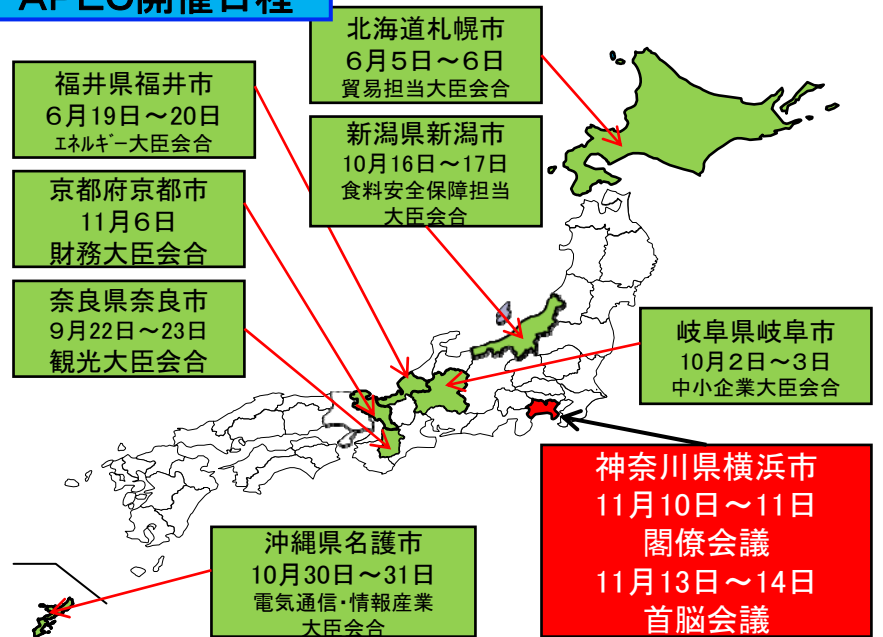 APEC開催日程
北海道札幌市
6月5日～6日
貿易担当大臣会合
福井県福井市
6月19日～20日
エネルギー大臣会合
新潟県新潟市
10月16日～17日
食料安全保障担当
大臣会合
京都府京都市
11月6日
財務大臣会合
奈良県奈良市
9月22日～23日
観光大臣会合
岐阜県岐阜市
10月2日～3日
中小企業大臣会合
神奈川県横浜市
11月10日～11日
閣僚会議
11月13日～14日
首脳会議
沖縄県名護市
10月30日～31日
電気通信・情報産業
大臣会合